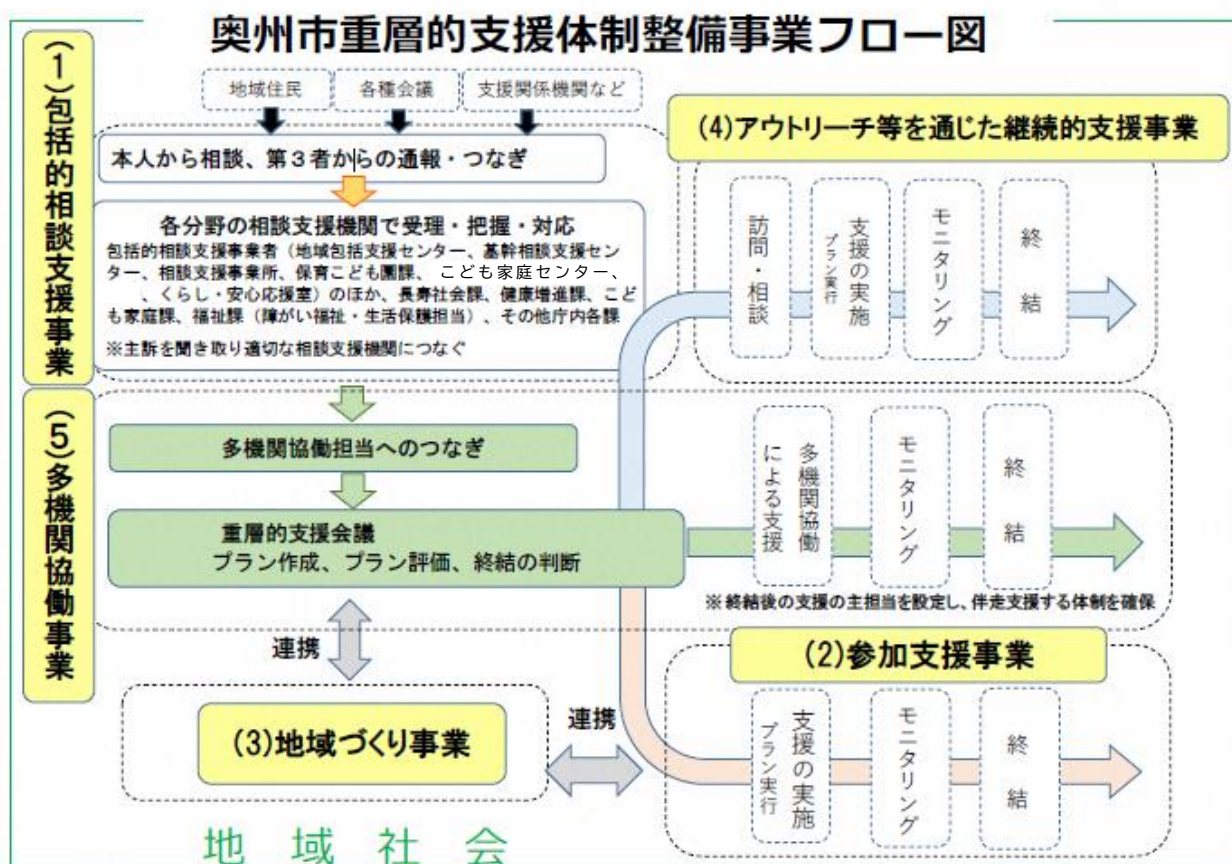 奥州市重層的支援体制整備事業フロー図
(1)包括的相談支援事業
地域住民
各種会議
支援関係機関など
本人から相談、第3者からの通報・つなぎ
各分野の相談支援機関で受理・把握・対応
包括的相談支援事業者（地域包括支援センター、基幹相談支援セン
ター、相談支援事業所、保育こども園課、 こども家庭センター、
、くらし・安心応援室）のほか、長寿社会課、健康増進課、こど
も家庭課、福祉課（障がい福祉・生活保護担当）、その他庁内各課
※主訴を聞き取り適切な相談支援機関につなぐ
(4)アウトリーチ等を通じた継続的支援事業
訪問・相談
支援の実施
プラン実行
モニタリング
終結
(5)多機関協働事業
多機関協働担当へのつなぎ
重層的支援会議
プラン作成、プラン評価、終結の判断
多機関協働
による支援
モニタリング
終結
※終結後の支援の主担当を設定し、伴走支援する体制を確保
連携
(3)地域づくり事業
連携
(2)参加支援事業
支援の実施
プラン実行
モニタリング
終結
地域社会